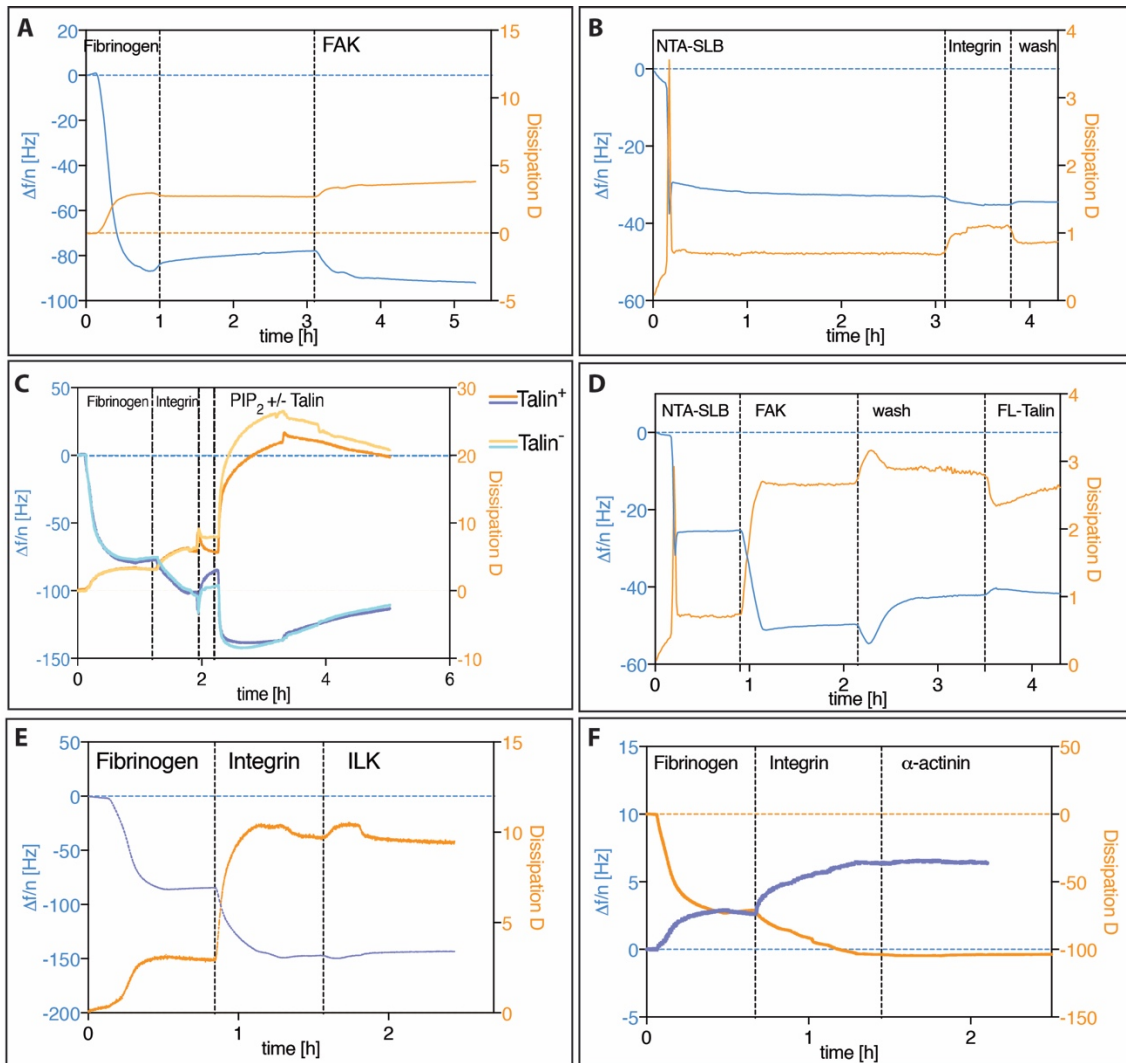 A
Fibrinogen
FAK
20
0
-20
-40
-60
-80
-100
Δf/n [Hz]
15
10
5
0
-5
Dissipation D
0 1 2 3 4 5
time [h]
B
NTA-SLB
Integrin
wash
0
-20
-40
-60
Δf/n [Hz]
4
3
2
1
0
Dissipation D
0 1 2 3 4
time [h]
C
Fibrinogen
Integrin
PIP2 +/- Talin
Talin+
Talin-
50
0
-50
-100
-150
Δf/n [Hz]
30
20
10
0
-10
Dissipation D
0 2 4 6
time [h]
D
NTA-SLB
FAK
wash
FL-Talin
0
-20
-40
-60
Δf/n [Hz]
4
3
2
1
0
Dissipation D
0 1 2 3 4
time [h]
E
Fibrinogen
Integrin
ILK
50
0
-50
-100
-150
-200
Δf/n [Hz]
15
10
5
0
Dissipation D
0 1 2
time [h]
F
Fibrinogen
Integrin
α-actinin
15
10
5
0
-5
Δf/n [Hz]
50
0
-50
-100
-150
Dissipation D
0 1 2
time [h]